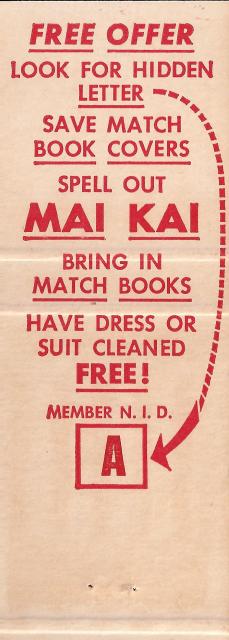 FREE OFFER
LOOK FOR HIDDEN
LETTER
SAVE MATCH
BOOK COVERS
SPELL OUT
MAI KAI
BRING IN
MATCH BOOKS
HAVE DRESS OR
SUIT CLEANED
FREE!
MEMBER N. I. D.
A